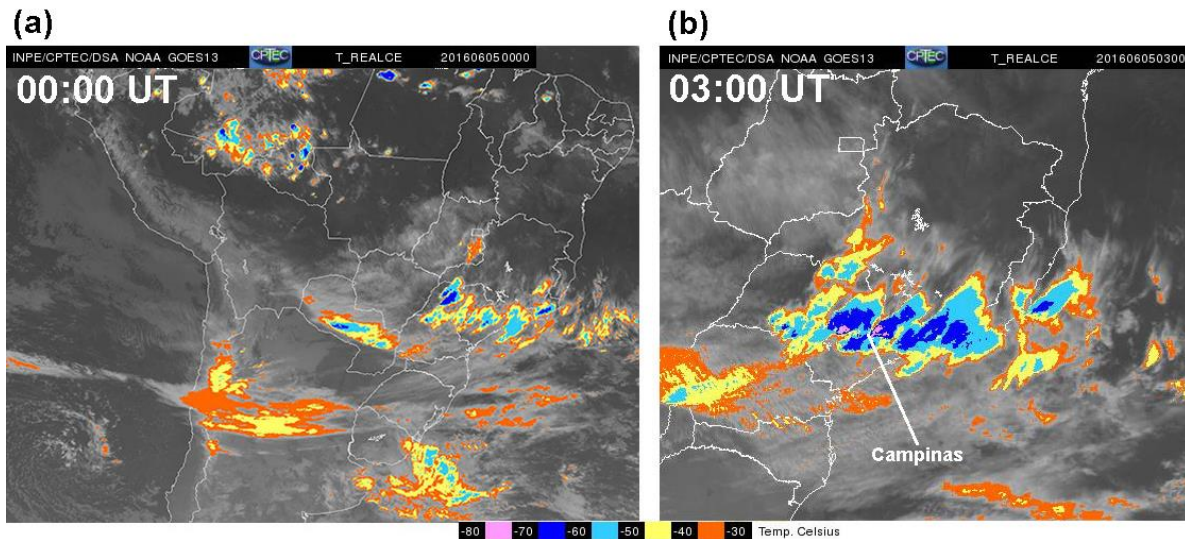 (a)
INPE/CPTEC/DSA NOAA GOES13 CPTEC T_REALCE 201606050000
00:00 UT
(b)
INPE/CPTEC/DSA NOAA GOES13 CPTEC T_REALCE 201606050300
03:00 UT
Campinas
-80 -70 -60 -50 -40 -30 Temp. Celsius